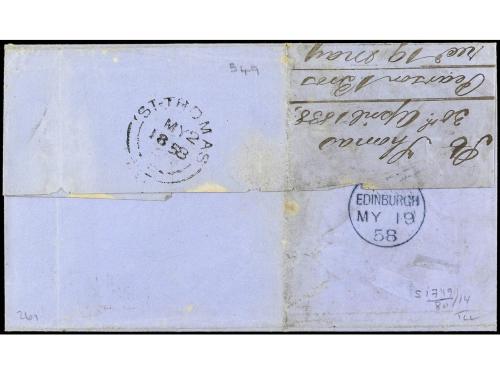 549
ST-THOMAS
MY 2
1858
St Thomas
30th April 1858
Pearson Bros
recd 19 May
EDINBURGH
MY 19
58